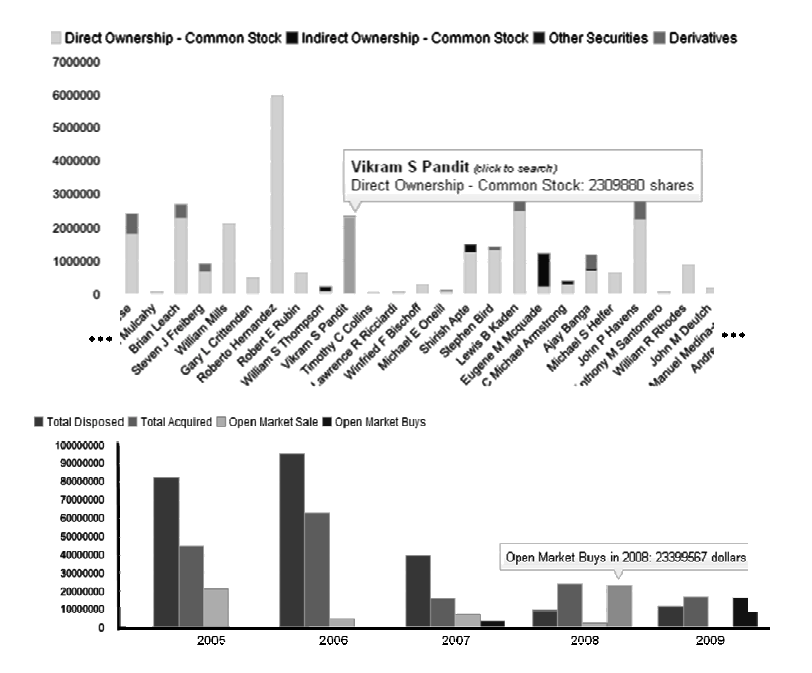 Direct Ownership - Common Stock Indirect Ownership - Common Stock Other Securities Derivatives
7000000
6000000
5000000
4000000
3000000
2000000
1000000
0
Vikram S Pandit (click to search)
Direct Ownership - Common Stock: 2309880 shares
Mulcahy
Brian Leach
Steven J Freiberg
William Mills
Gary L Crittenden
Roberto Hernandez
Robert E Rubin
William S Thompson
Vikram S Pandit
Timothy C Collins
Lawrence R Ricciardi
Winfried F Bischoff
Michael E Oneill
Shirish Apte
Stephen Bird
Lewis B Kaden
Eugene M Mcquade
C Michael Armstrong
Ajay Banga
Michael S Helfer
John P Havens
nthony M Santomero
William R Rhodes
John M Deutch
Manuel Medina-
Andre
Total Disposed Total Acquired Open Market Sale Open Market Buys
100000000
90000000
80000000
70000000
60000000
50000000
40000000
30000000
20000000
10000000
0
Open Market Buys in 2008: 23399567 dollars
2005 2006 2007 2008 2009